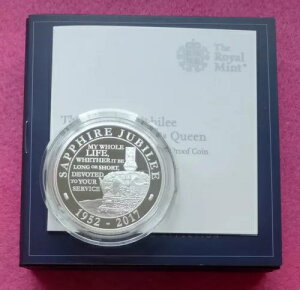 The
Royal
Mint
The
Jubilee
Queen
Proof Coin
SAPPHIRE JUBILEE
MY WHOLE
LIFE,
WHETHER IT BE
LONG OR SHORT,
DEVOTED
TO YOUR
SERVICE
1952 - 2017